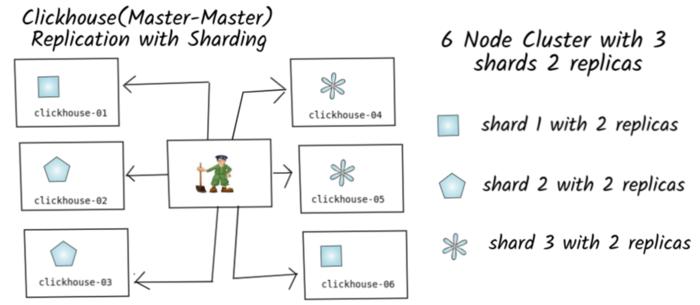 Clickhouse(Master-Master)
Replication with Sharding
clickhouse-01
clickhouse-02
clickhouse-03
clickhouse-04
clickhouse-05
clickhouse-06
6 Node Cluster with 3
shards 2 replicas
shard 1 with 2 replicas
shard 2 with 2 replicas
shard 3 with 2 replicas